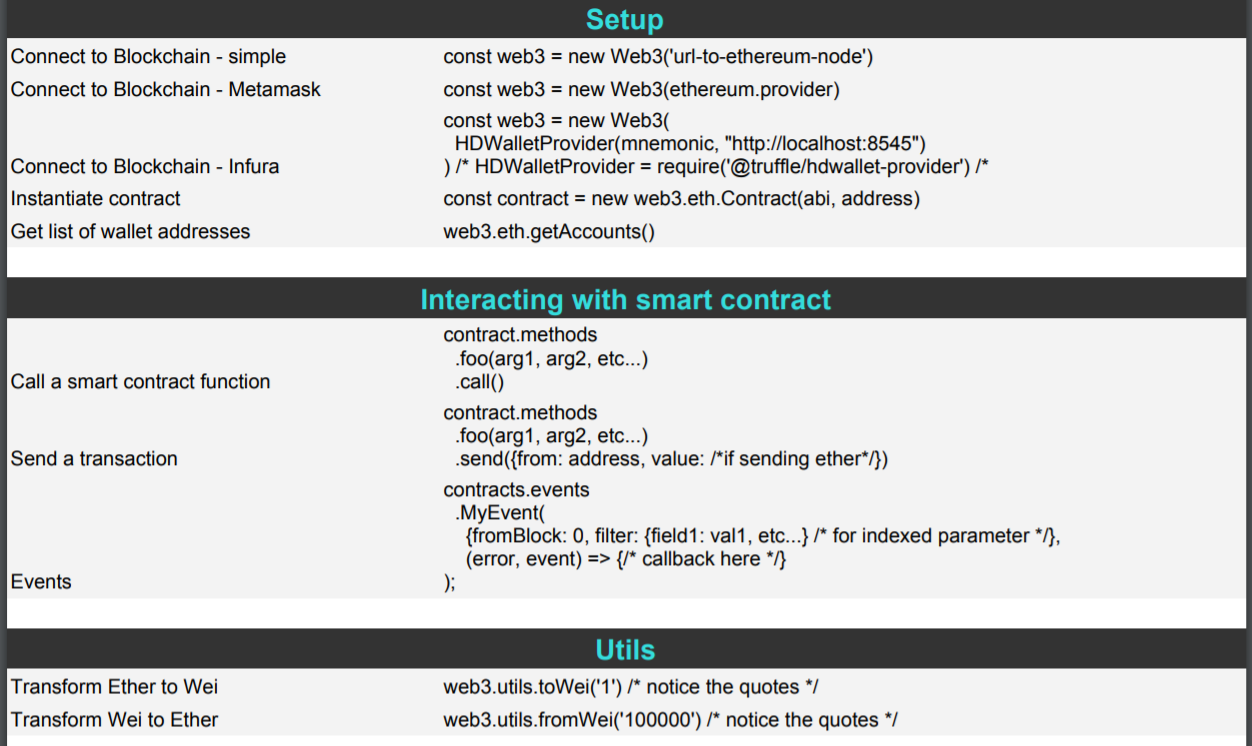 Setup
Connect to Blockchain - simple const web3 = new Web3('url-to-ethereum-node')
Connect to Blockchain - Metamask const web3 = new Web3(ethereum.provider)
const web3 = new Web3(
HDWalletProvider(mnemonic, "http://localhost:8545")
Connect to Blockchain - Infura ) /* HDWalletProvider = require('@truffle/hdwallet-provider') /*
Instantiate contract const contract = new web3.eth.Contract(abi, address)
Get list of wallet addresses web3.eth.getAccounts()
Interacting with smart contract
contract.methods
.foo(arg1, arg2, etc...)
Call a smart contract function .call()
contract.methods
.foo(arg1, arg2, etc...)
Send a transaction .send({from: address, value: /*if sending ether*/})
contracts.events
.MyEvent(
{fromBlock: 0, filter: {field1: val1, etc...} /* for indexed parameter */},
(error, event) => {/* callback here */}
Events );
Utils
Transform Ether to Wei web3.utils.toWei('1') /* notice the quotes */
Transform Wei to Ether web3.utils.fromWei('100000') /* notice the quotes */